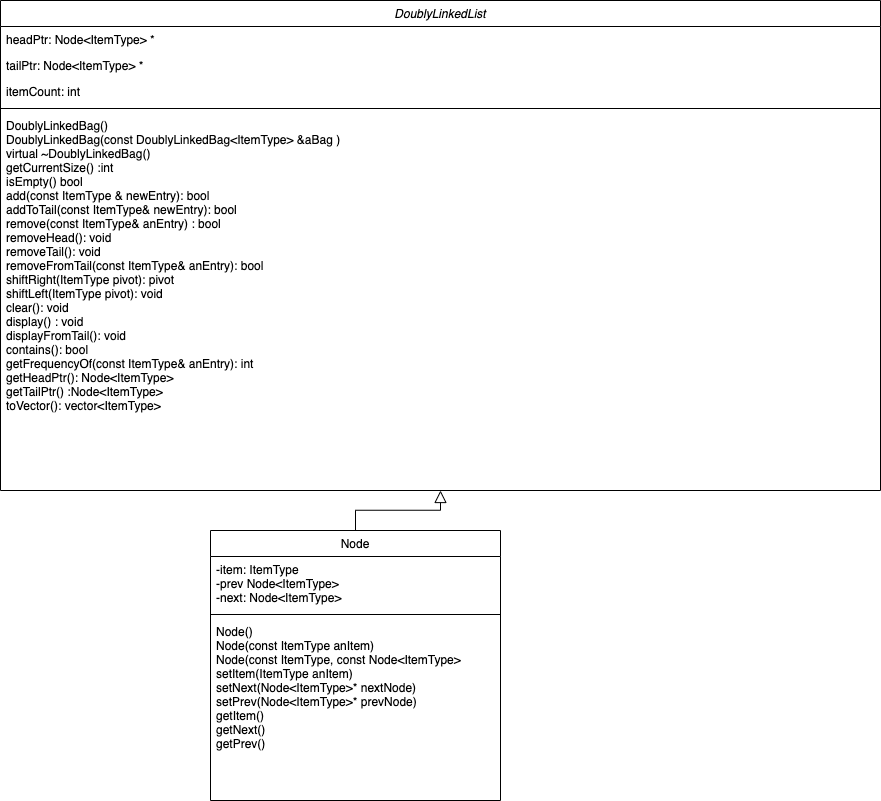 DoublyLinkedList
headPtr: Node<ItemType> *
tailPtr: Node<ItemType> *
itemCount: int
DoublyLinkedBag()
DoublyLinkedBag(const DoublyLinkedBag<ItemType> &aBag )
virtual ~DoublyLinkedBag()
getCurrentSize() :int
isEmpty() bool
add(const ItemType & newEntry): bool
addToTail(const ItemType& newEntry): bool
remove(const ItemType& anEntry) : bool
removeHead(): void
removeTail(): void
removeFromTail(const ItemType& anEntry): bool
shiftRight(ItemType pivot): pivot
shiftLeft(ItemType pivot): void
clear(): void
display() : void
displayFromTail(): void
contains(): bool
getFrequencyOf(const ItemType& anEntry): int
getHeadPtr(): Node<ItemType>
getTailPtr() :Node<ItemType>
toVector(): vector<ItemType>
Node
-item: ItemType
-prev Node<ItemType>
-next: Node<ItemType>
Node()
Node(const ItemType anItem)
Node(const ItemType, const Node<ItemType>
setItem(ItemType anItem)
setNext(Node<ItemType>* nextNode)
setPrev(Node<ItemType>* prevNode)
getItem()
getNext()
getPrev()